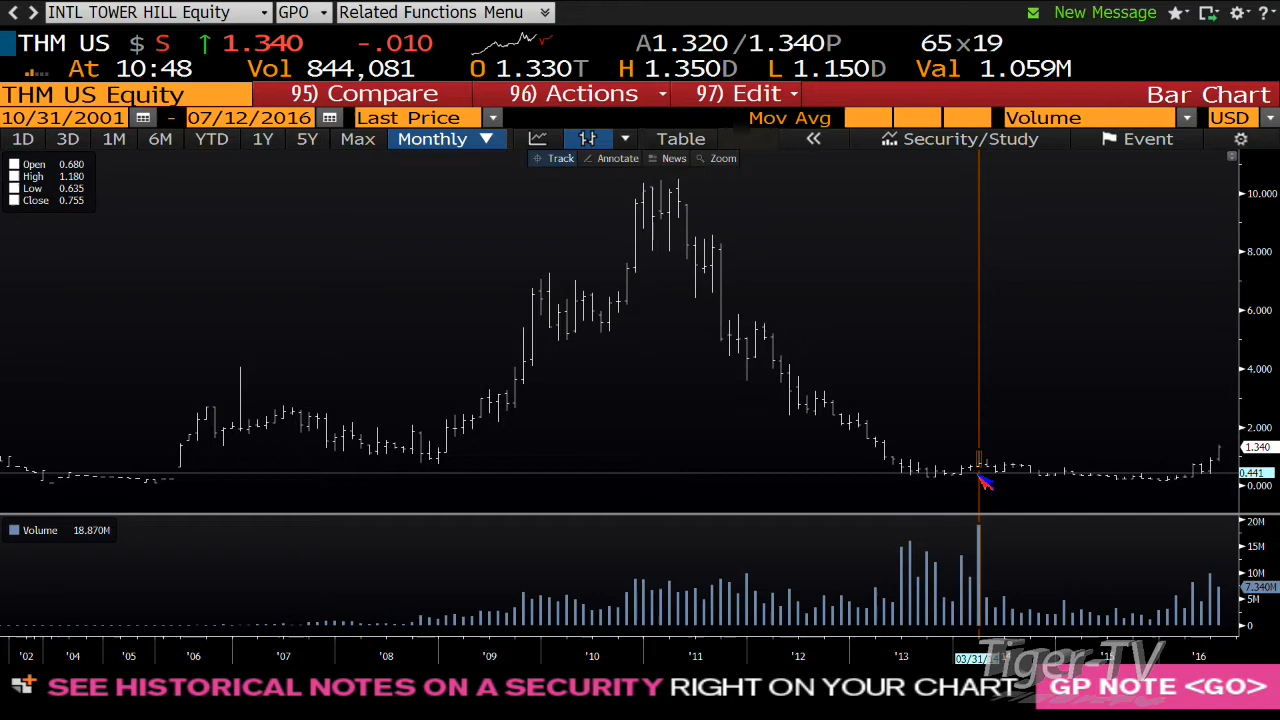 INTL TOWER HILL Equity GPO Related Functions Menu New Message
THM US $ S ↑ 1.340 -.010 A1.320 /1.340P 65x19
At 10:48 Vol 844,081 O 1.330T H 1.350D L 1.150D Val 1.059M
THM US Equity 95) Compare 96) Actions 97) Edit Bar Chart
10/31/2001 - 07/12/2016 Last Price Mov Avg Volume USD
1D 3D 1M 6M YTD 1Y 5Y Max Monthly ▼ Table « Security/Study Event
Track Annotate News Zoom
Open 0.680
High 1.180
Low 0.635
Close 0.755
10.000
8.000
6.000
4.000
2.000
1.340
0.441
0.000
Volume 18.870M
20M
15M
10M
7.340M
5M
0
'02 '04 '05 '06 '07 '08 '09 '10 '11 '12 '13 '15 '16
Tiger-TV
SEE HISTORICAL NOTES ON A SECURITY RIGHT ON YOUR CHART GP NOTE <GO>